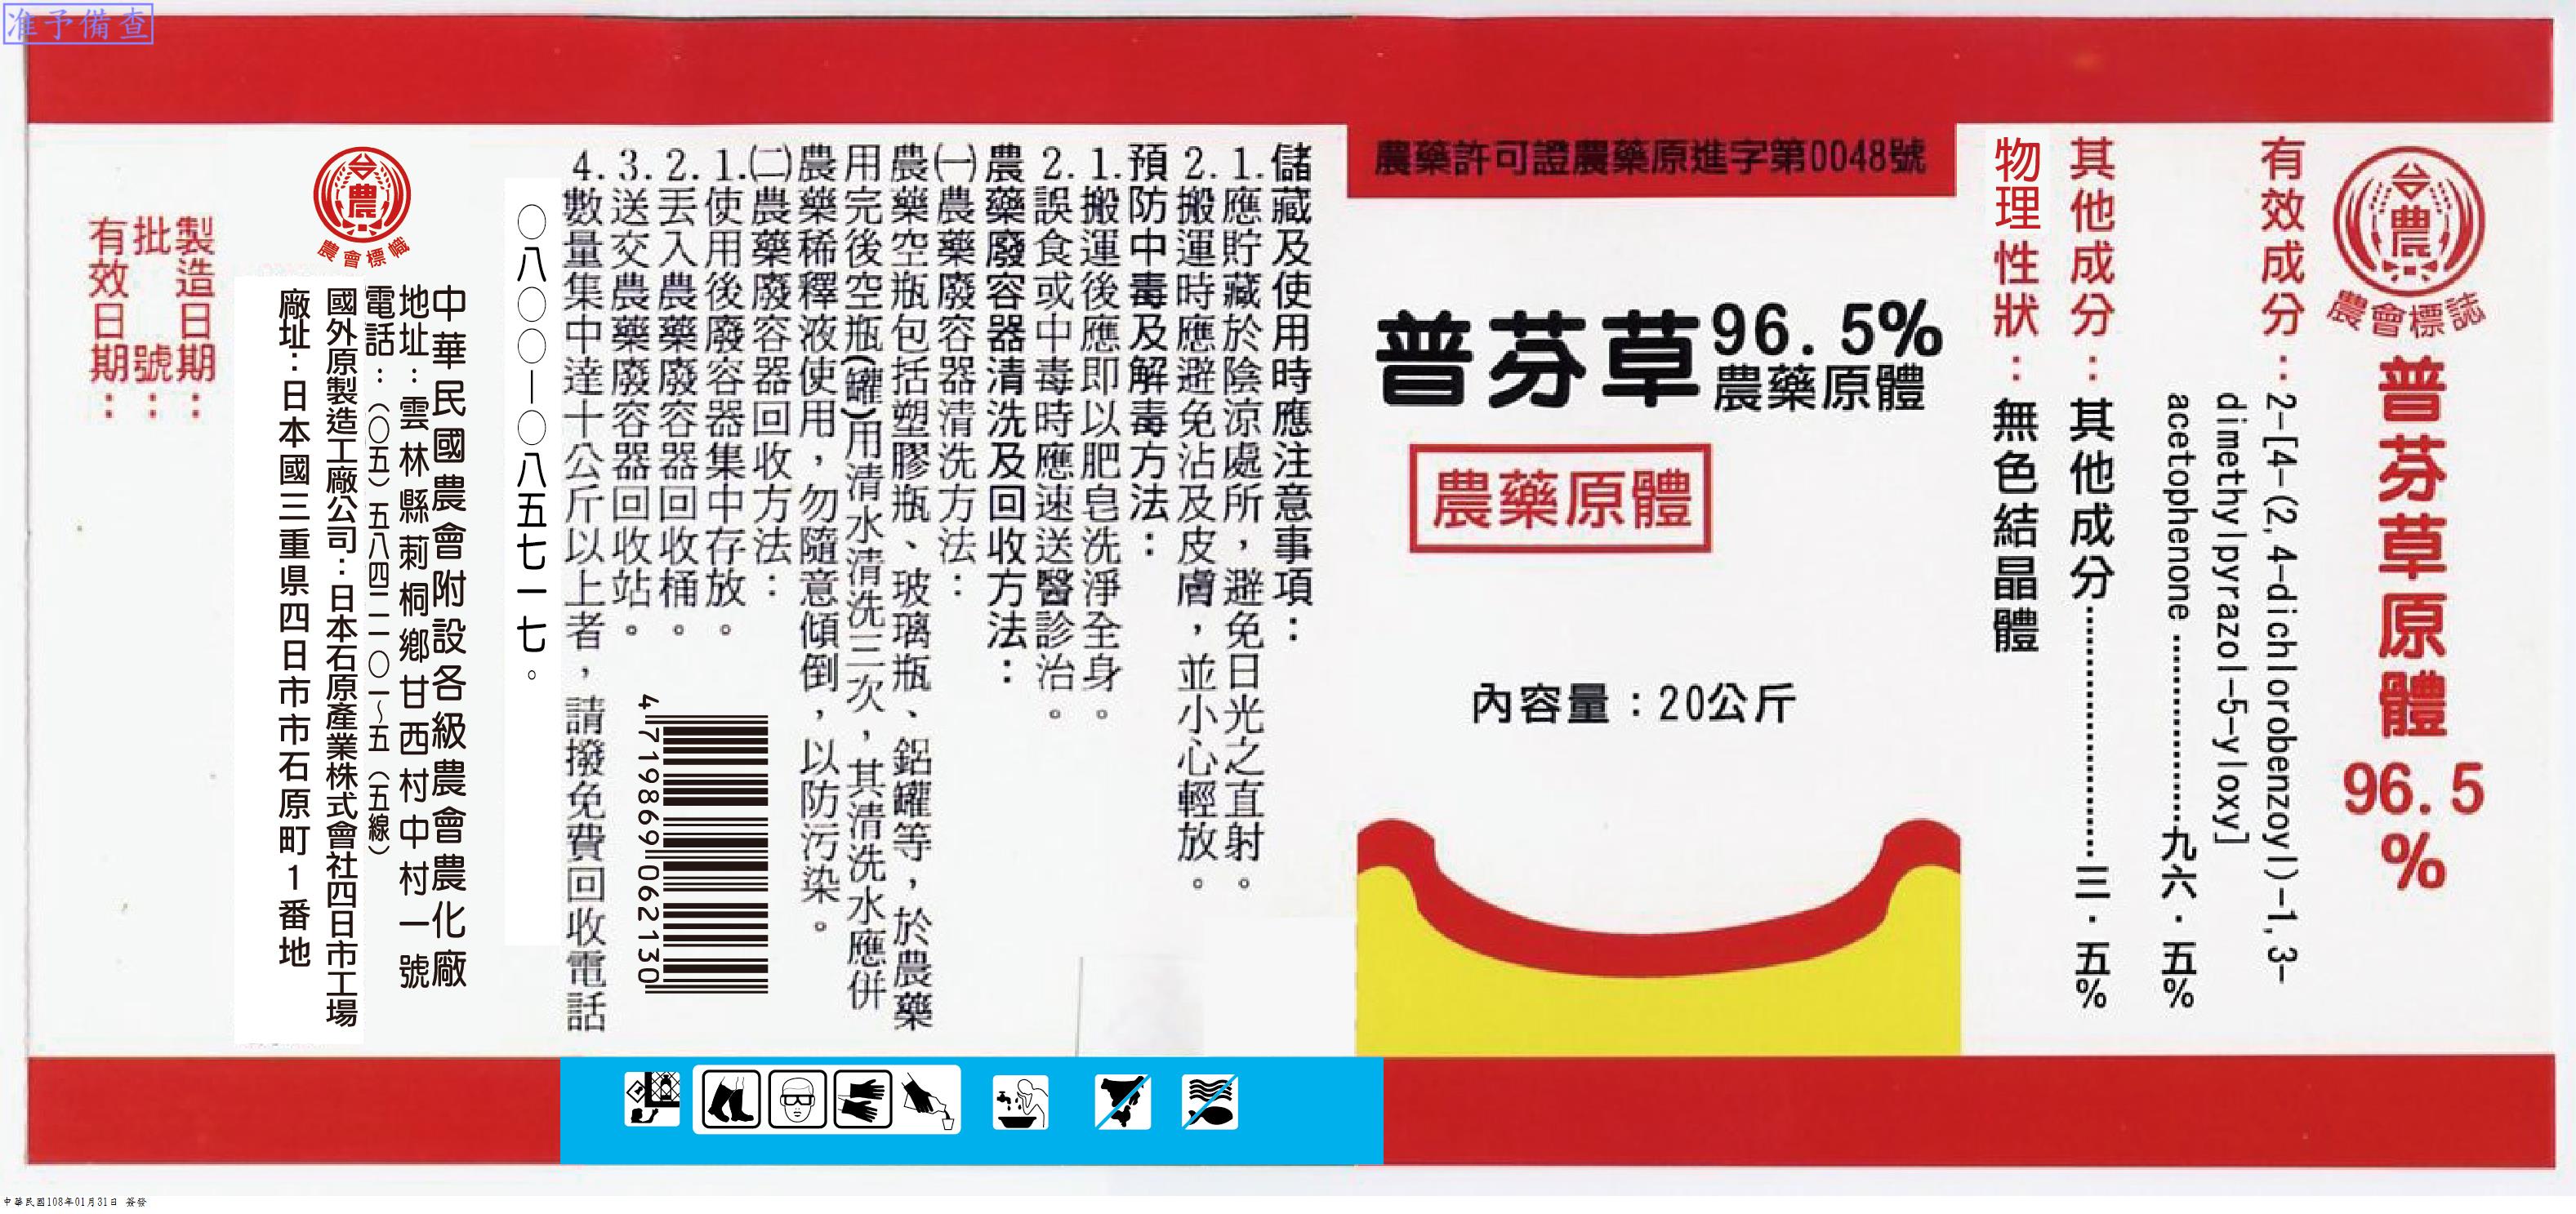 准予備查
農會標誌
普芬草原體96.5%
有效成分：2-[4-(2,4-dichlorobenzoyl)-1,3-
dimethylpyrazol-5-yloxy]
acetophenone……………………九六．五%
其他成分：其他成分……………………………三．五%
物理性狀：無色結晶體
農藥許可證農藥原進字第0048號
普芬草96.5%
農藥原體
農藥原體
內容量：20公斤
儲藏及使用時應注意事項：
1.應貯藏於陰涼處所，避免日光之直射。
2.搬運時應避免沾及皮膚，並小心輕放。
預防中毒及解毒方法：
1.搬運後應即以肥皂洗淨全身。
2.誤食或中毒時應速送醫診治。
農藥廢容器清洗及回收方法：
㈠農藥廢容器清洗方法：
農藥空瓶包括塑膠瓶、玻璃瓶、鋁罐等，於農藥
用完後空瓶(罐)用清水清洗三次，其清洗水應併
農藥稀釋液使用，勿隨意傾倒，以防污染。
㈡農藥廢容器回收方法：
1.使用後廢容器集中存放。
2.丟入農藥廢容器回收桶。
3.送交農藥廢容器回收站。
4.數量集中達十公斤以上者，請撥免費回收電話
○八○○—○八五七一七。
4 719869 062130
農會標幟
中華民國農會附設各級農會農化廠
地址：雲林縣莿桐鄉甘西村中村一號
電話：（○五）五八四二一○一～五（五線）
國外原製造工廠公司：日本石原產業株式會社四日市工場
廠址：日本國三重県四日市市石原町1番地
製造日期：
批號：
有效日期：
中華民國108年01月31日 簽發